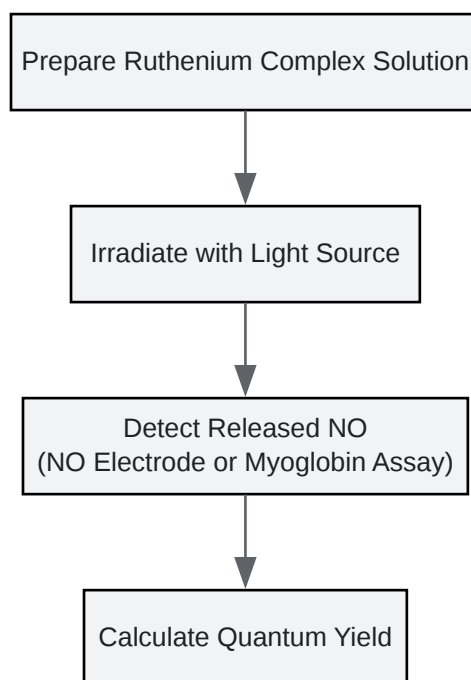 Prepare Ruthenium Complex Solution
Irradiate with Light Source
Detect Released NO
(NO Electrode or Myoglobin Assay)
Calculate Quantum Yield